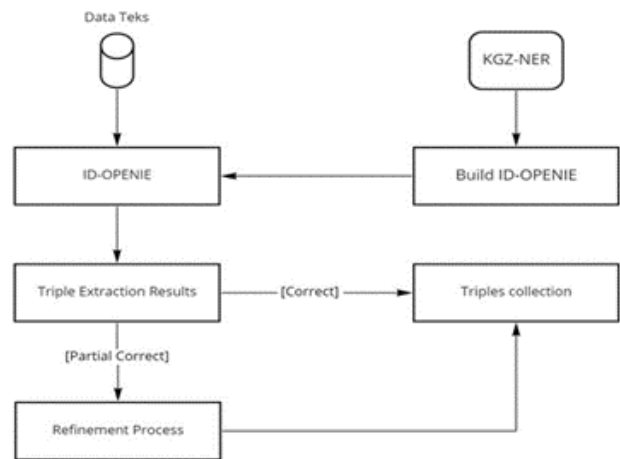 Data Teks
KGZ-NER
ID-OPENIE
Build ID-OPENIE
Triple Extraction Results
[Correct]
Triples collection
[Partial Correct]
Refinement Process